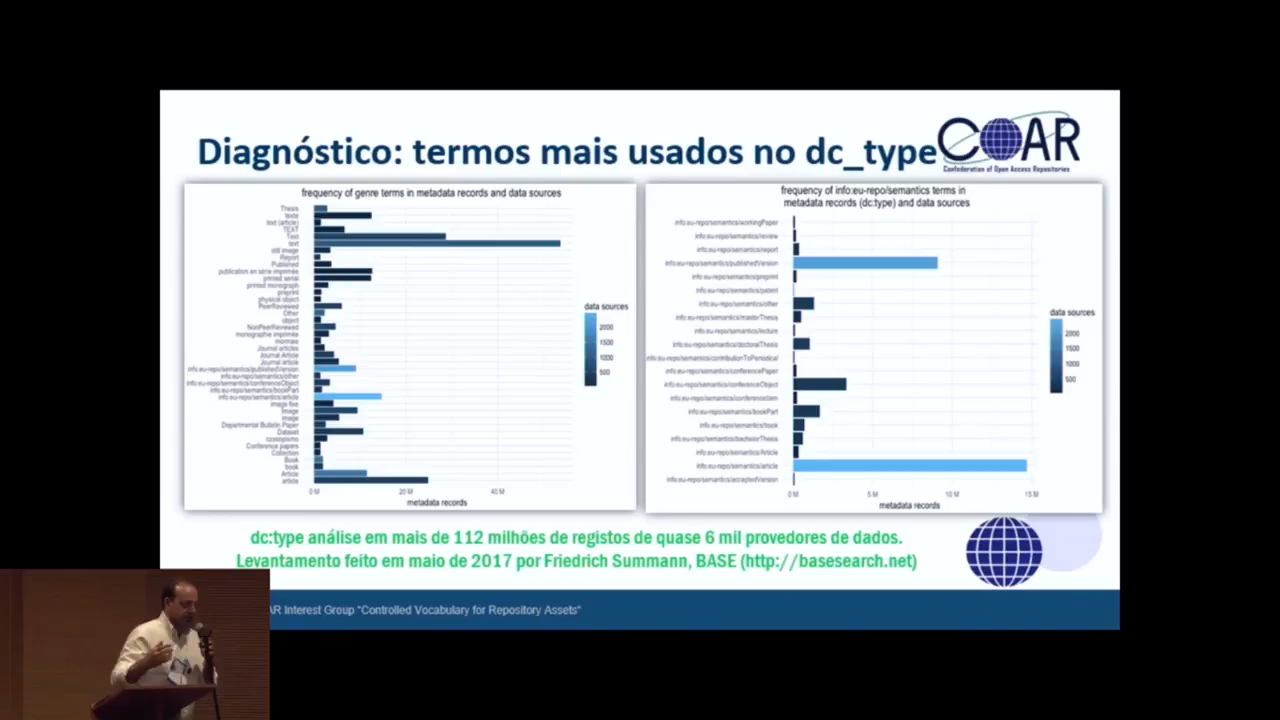 Diagnóstico: termos mais usados no dc_type
COAR
Confederation of Open Access Repositories
frequency of genre terms in metadata records and data sources
Thesis
texte
text (article)
TEXT
Text
text
still image
Report
Published
publication en série imprimée
printed serial
printed monograph
preprint
physical object
PeerReviewed
Other
object
NonPeerReviewed
monographie imprimée
Journal articles
Journal Article
Journal article
info:eu-repo/semantics/publishedVersion
info:eu-repo/semantics/other
info:eu-repo/semantics/conferenceObject
info:eu-repo/semantics/bookPart
info:eu-repo/semantics/article
image fixe
Image
image
Departmental Bulletin Paper
Dataset
Conference papers
Collection
Book
book
Article
article
0 M 20 M 40 M
metadata records
data sources
2000
1500
1000
500
frequency of info:eu-repo/semantics terms in
metadata records (dc:type) and data sources
info:eu-repo/semantics/workingPaper
info:eu-repo/semantics/review
info:eu-repo/semantics/report
info:eu-repo/semantics/publishedVersion
info:eu-repo/semantics/preprint
info:eu-repo/semantics/patent
info:eu-repo/semantics/other
info:eu-repo/semantics/masterThesis
info:eu-repo/semantics/lecture
info:eu-repo/semantics/doctoralThesis
info:eu-repo/semantics/contributionToPeriodical
info:eu-repo/semantics/conferencePaper
info:eu-repo/semantics/conferenceObject
info:eu-repo/semantics/conferenceItem
info:eu-repo/semantics/bookPart
info:eu-repo/semantics/book
info:eu-repo/semantics/bachelorThesis
info:eu-repo/semantics/Article
info:eu-repo/semantics/article
info:eu-repo/semantics/acceptedVersion
0 M 5 M 10 M 15 M
metadata records
data sources
2000
1500
1000
500
dc:type análise em mais de 112 milhões de registos de quase 6 mil provedores de dados.
Levantamento feito em maio de 2017 por Friedrich Summann, BASE (http://basesearch.net)
AR Interest Group "Controlled Vocabulary for Repository Assets"